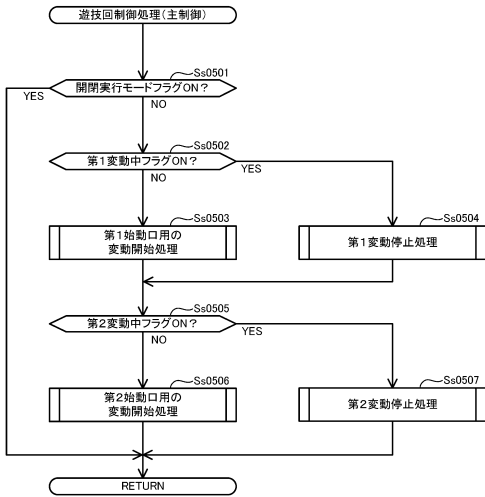 遊技回制御処理(主制御)
Ss0501
開閉実行モードフラグON?
YES
NO
Ss0502
第1変動中フラグON?
YES
NO
Ss0503
第1始動口用の
変動開始処理
Ss0504
第1変動停止処理
Ss0505
第2変動中フラグON?
YES
NO
Ss0506
第2始動口用の
変動開始処理
Ss0507
第2変動停止処理
RETURN